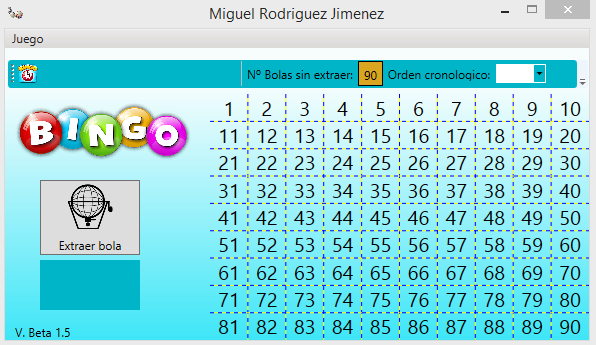 Miguel Rodriguez Jimenez
Juego
Nº Bolas sin extraer: 90 Orden cronologico:
BINGO
1 2 3 4 5 6 7 8 9 10
11 12 13 14 15 16 17 18 19 20
21 22 23 24 25 26 27 28 29 30
31 32 33 34 35 36 37 38 39 40
41 42 43 44 45 46 47 48 49 50
51 52 53 54 55 56 57 58 59 60
61 62 63 64 65 66 67 68 69 70
71 72 73 74 75 76 77 78 79 80
81 82 83 84 85 86 87 88 89 90
Extraer bola
V. Beta 1.5